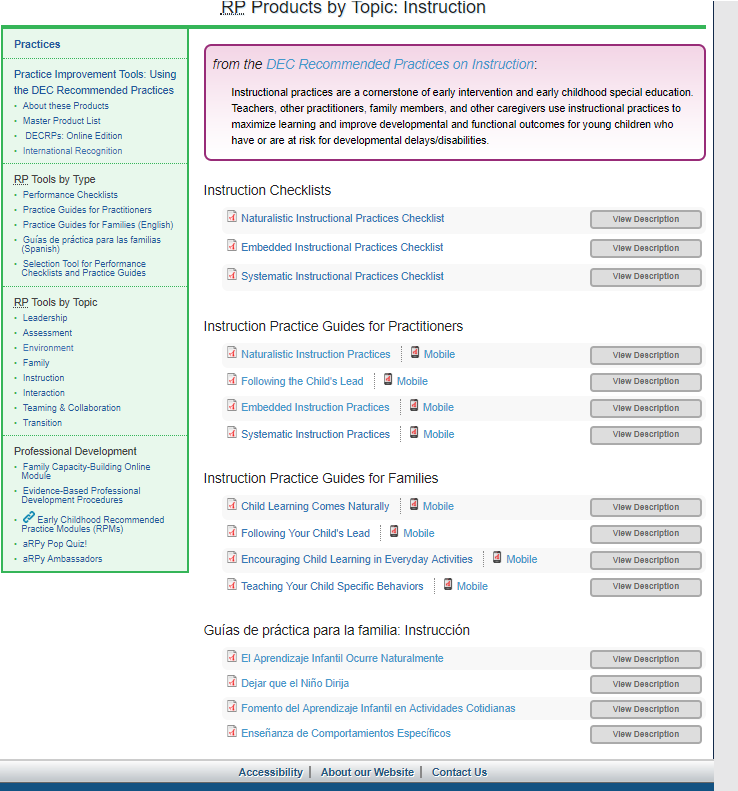 RP Products by Topic: Instruction
Practices
Practice Improvement Tools: Using
the DEC Recommended Practices
About these Products
Master Product List
DECRPs: Online Edition
International Recognition
RP Tools by Type
Performance Checklists
Practice Guides for Practitioners
Practice Guides for Families (English)
Guías de práctica para las familias
(Spanish)
Selection Tool for Performance
Checklists and Practice Guides
RP Tools by Topic
Leadership
Assessment
Environment
Family
Instruction
Interaction
Teaming & Collaboration
Transition
Professional Development
Family Capacity-Building Online
Module
Evidence-Based Professional
Development Procedures
Early Childhood Recommended
Practice Modules (RPMs)
aRPy Pop Quiz!
aRPy Ambassadors
from the DEC Recommended Practices on Instruction:
Instructional practices are a cornerstone of early intervention and early childhood special education.
Teachers, other practitioners, family members, and other caregivers use instructional practices to
maximize learning and improve developmental and functional outcomes for young children who
have or are at risk for developmental delays/disabilities.
Instruction Checklists
Naturalistic Instructional Practices Checklist View Description
Embedded Instructional Practices Checklist View Description
Systematic Instructional Practices Checklist View Description
Instruction Practice Guides for Practitioners
Naturalistic Instruction Practices Mobile View Description
Following the Child's Lead Mobile View Description
Embedded Instruction Practices Mobile View Description
Systematic Instruction Practices Mobile View Description
Instruction Practice Guides for Families
Child Learning Comes Naturally Mobile View Description
Following Your Child's Lead Mobile View Description
Encouraging Child Learning in Everyday Activities Mobile View Description
Teaching Your Child Specific Behaviors Mobile View Description
Guías de práctica para la familia: Instrucción
El Aprendizaje Infantil Ocurre Naturalmente View Description
Dejar que el Niño Dirija View Description
Fomento del Aprendizaje Infantil en Actividades Cotidianas View Description
Enseñanza de Comportamientos Específicos View Description
Accessibility | About our Website | Contact Us